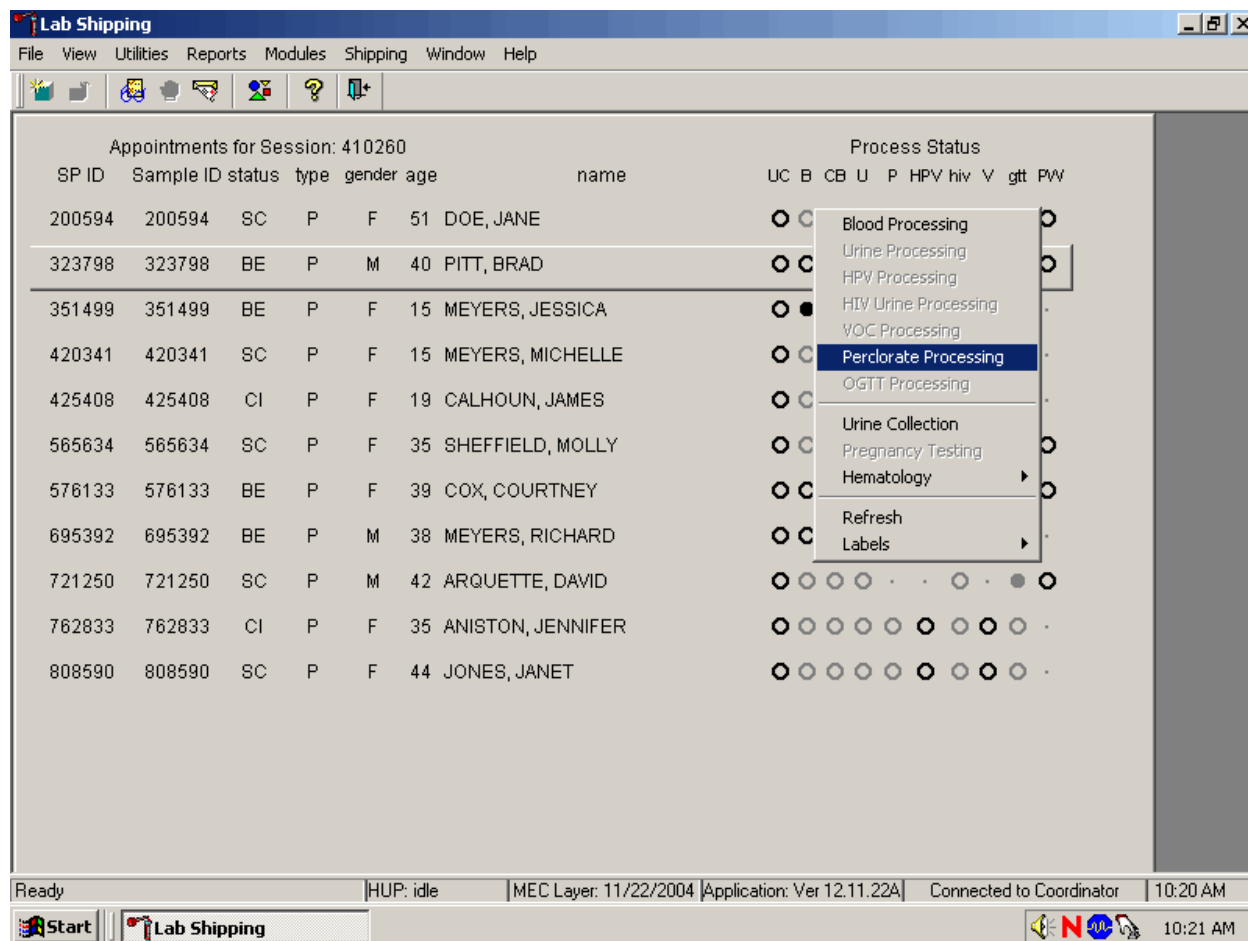 Lab Shipping
File View Utilities Reports Modules Shipping Window Help
Appointments for Session: 410260 Process Status
SP ID Sample ID status type gender age name UC B CB U P HPV hiv V gtt PW
200594 200594 SC P F 51 DOE, JANE
323798 323798 BE P M 40 PITT, BRAD
351499 351499 BE P F 15 MEYERS, JESSICA
420341 420341 SC P F 15 MEYERS, MICHELLE
425408 425408 CI P F 19 CALHOUN, JAMES
565634 565634 SC P F 35 SHEFFIELD, MOLLY
576133 576133 BE P F 39 COX, COURTNEY
695392 695392 BE P M 38 MEYERS, RICHARD
721250 721250 SC P M 42 ARQUETTE, DAVID
762833 762833 CI P F 35 ANISTON, JENNIFER
808590 808590 SC P F 44 JONES, JANET
Blood Processing
Urine Processing
HPV Processing
HIV Urine Processing
VOC Processing
Perclorate Processing
OGTT Processing
Urine Collection
Pregnancy Testing
Hematology
Refresh
Labels
Ready HUP: idle MEC Layer: 11/22/2004 Application: Ver 12.11.22A Connected to Coordinator 10:20 AM
Start Lab Shipping N 10:21 AM